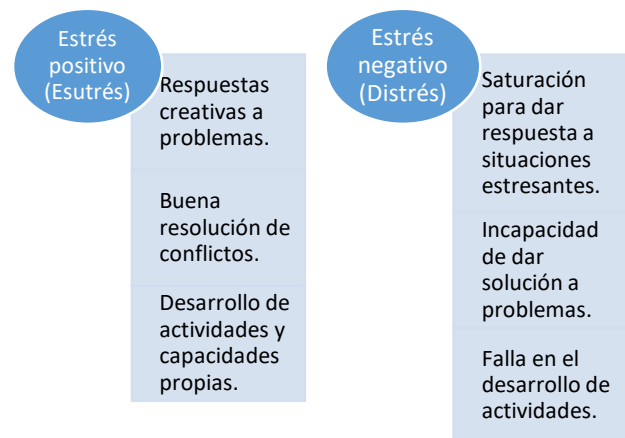 Estrés
positivo
(Esutrés)
Respuestas
creativas a
problemas.
Buena
resolución de
conflictos.
Desarrollo de
actividades y
capacidades
propias.
Estrés
negativo
(Distrés)
Saturación
para dar
respuesta a
situaciones
estresantes.
Incapacidad
de dar
solución a
problemas.
Falla en el
desarrollo de
actividades.